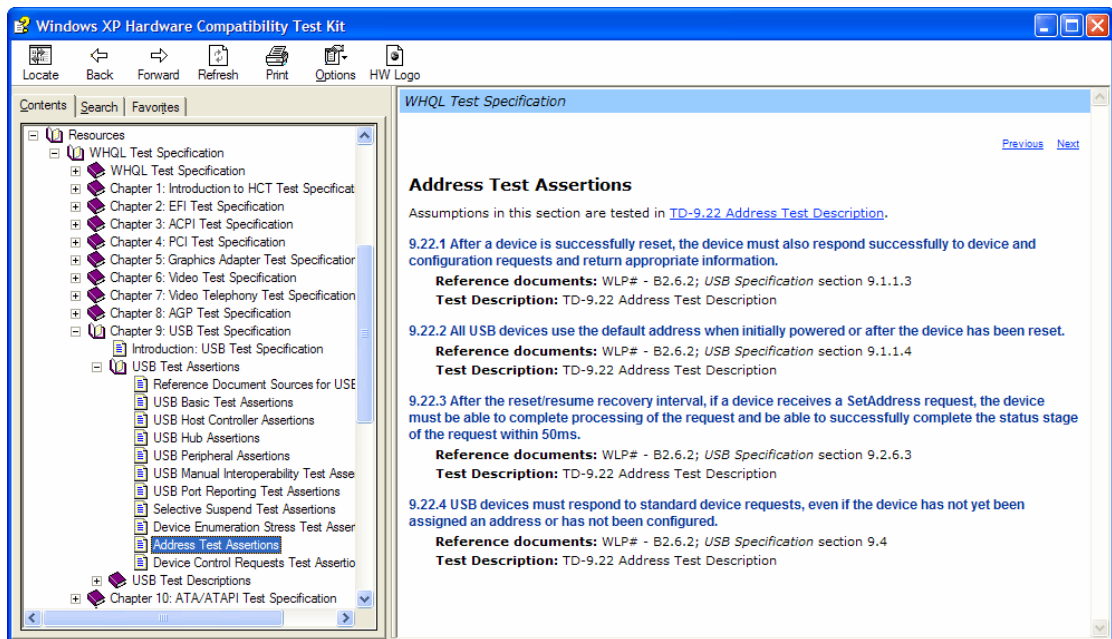 Windows XP Hardware Compatibility Test Kit
Locate Back Forward Refresh Print Options HW Logo
Contents Search Favorites
Resources
WHQL Test Specification
WHQL Test Specification
Chapter 1: Introduction to HCT Test Specificat
Chapter 2: EFI Test Specification
Chapter 3: ACPI Test Specification
Chapter 4: PCI Test Specification
Chapter 5: Graphics Adapter Test Specification
Chapter 6: Video Test Specification
Chapter 7: Video Telephony Test Specification
Chapter 8: AGP Test Specification
Chapter 9: USB Test Specification
Introduction: USB Test Specification
USB Test Assertions
Reference Document Sources for USB
USB Basic Test Assertions
USB Host Controller Assertions
USB Hub Assertions
USB Peripheral Assertions
USB Manual Interoperability Test Asse
USB Port Reporting Test Assertions
Selective Suspend Test Assertions
Device Enumeration Stress Test Asser
Address Test Assertions
Device Control Requests Test Assertio
USB Test Descriptions
Chapter 10: ATA/ATAPI Test Specification
WHQL Test Specification
Previous Next
Address Test Assertions
Assumptions in this section are tested in TD-9.22 Address Test Description.
9.22.1 After a device is successfully reset, the device must also respond successfully to device and
configuration requests and return appropriate information.
Reference documents: WLP# - B2.6.2; USB Specification section 9.1.1.3
Test Description: TD-9.22 Address Test Description
9.22.2 All USB devices use the default address when initially powered or after the device has been reset.
Reference documents: WLP# - B2.6.2; USB Specification section 9.1.1.4
Test Description: TD-9.22 Address Test Description
9.22.3 After the reset/resume recovery interval, if a device receives a SetAddress request, the device
must be able to complete processing of the request and be able to successfully complete the status stage
of the request within 50ms.
Reference documents: WLP# - B2.6.2; USB Specification section 9.2.6.3
Test Description: TD-9.22 Address Test Description
9.22.4 USB devices must respond to standard device requests, even if the device has not yet been
assigned an address or has not been configured.
Reference documents: WLP# - B2.6.2; USB Specification section 9.4
Test Description: TD-9.22 Address Test Description